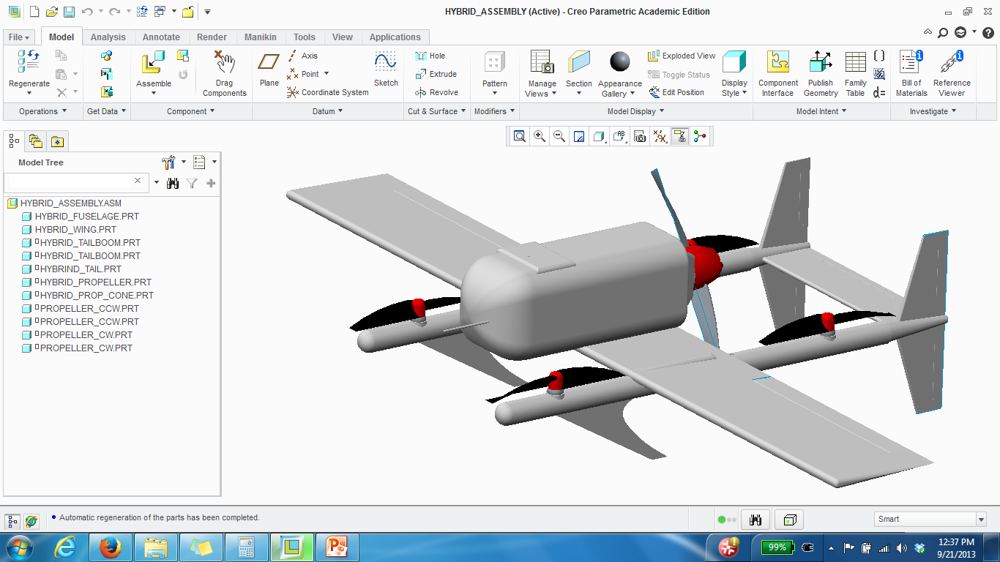 HYBRID_ASSEMBLY (Active) - Creo Parametric Academic Edition
File Model Analysis Annotate Render Manikin Tools View Applications
Regenerate
Assemble
Drag Components
Plane
Axis
Point
Coordinate System
Sketch
Hole
Extrude
Revolve
Pattern
Manage Views
Section
Appearance Gallery
Exploded View
Toggle Status
Edit Position
Display Style
Component Interface
Publish Geometry
Family Table
d=
Bill of Materials
Reference Viewer
Operations Get Data Component Datum Cut & Surface Modifiers Model Display Model Intent Investigate
Model Tree
HYBRID_ASSEMBLY.ASM
HYBRID_FUSELAGE.PRT
HYBRID_WING.PRT
HYBRID_TAILBOOM.PRT
HYBRID_TAILBOOM.PRT
HYBRIND_TAIL.PRT
HYBRID_PROPELLER.PRT
HYBRID_PROP_CONE.PRT
PROPELLER_CCW.PRT
PROPELLER_CCW.PRT
PROPELLER_CW.PRT
PROPELLER_CW.PRT
Automatic regeneration of the parts has been completed.
Smart
99%
12:37 PM
9/21/2013